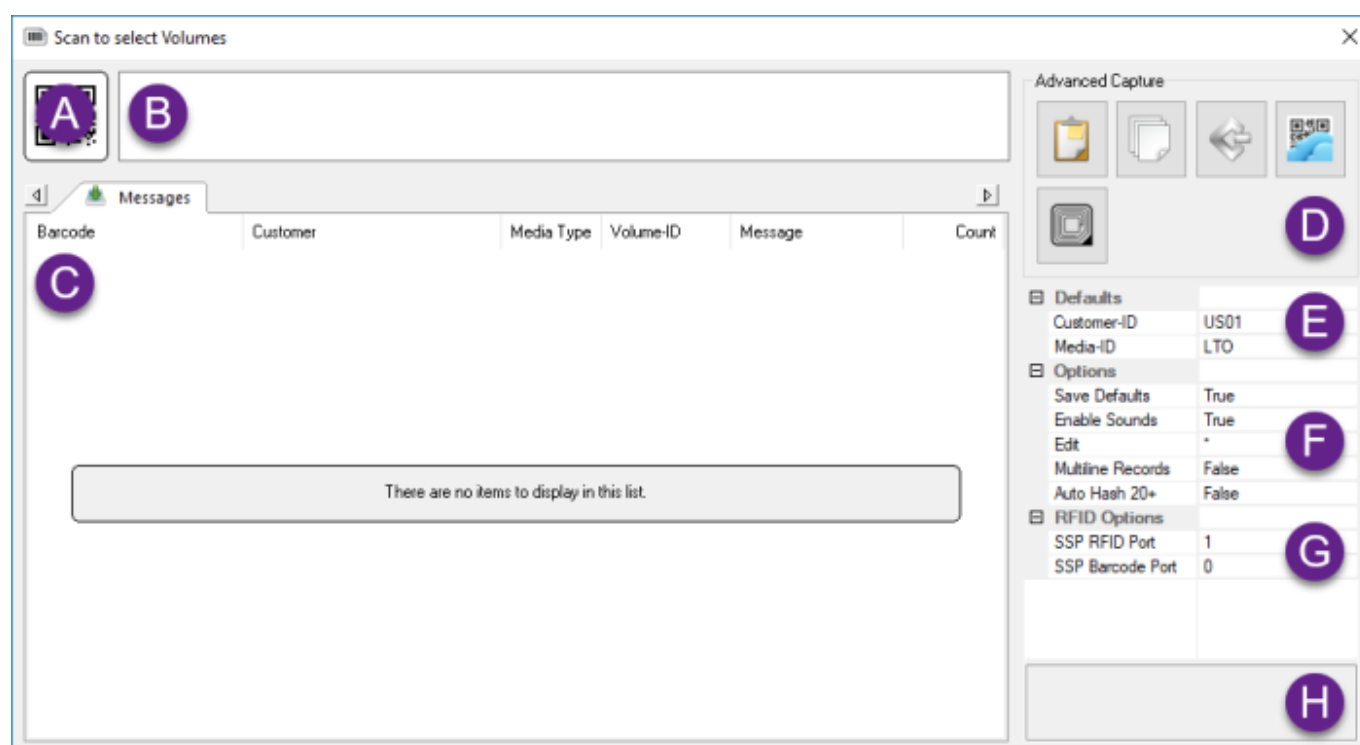 Scan to select Volumes
A
B
Advanced Capture
D
Messages
Barcode Customer Media Type Volume-ID Message Count
C
There are no items to display in this list.
Defaults
E
Customer-ID US01
Media-ID LTO
Options
Save Defaults True
Enable Sounds True
F
Edit *
Multiline Records False
Auto Hash 20+ False
RFID Options
SSP RFID Port 1
G
SSP Barcode Port 0
H